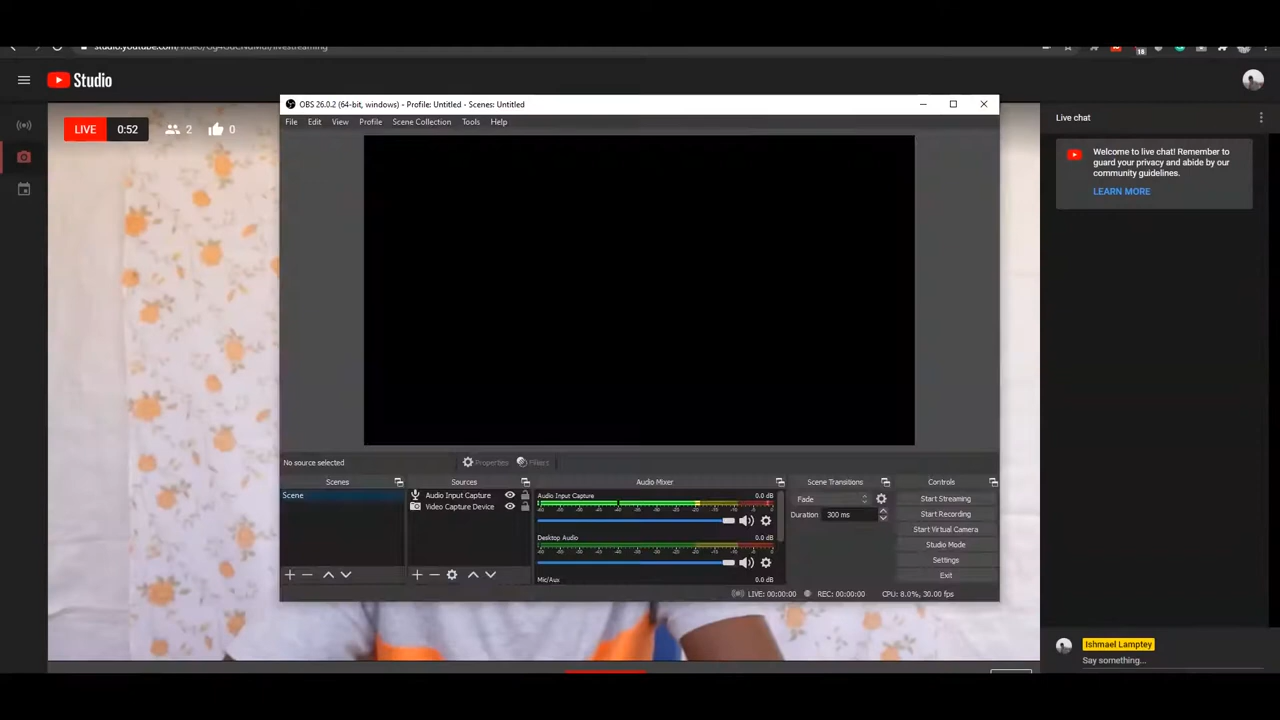 Studio
LIVE 0:52 2 0
OBS 26.0.2 (64-bit, windows) - Profile: Untitled - Scenes: Untitled
File Edit View Profile Scene Collection Tools Help
No source selected
Properties Filters
Scenes
Scene
Sources
Audio Input Capture
Video Capture Device
Audio Mixer
Audio Input Capture 0.0 dB
Desktop Audio 0.0 dB
Mic/Aux 0.0 dB
Scene Transitions
Fade
Duration 300 ms
Controls
Start Streaming
Start Recording
Start Virtual Camera
Studio Mode
Settings
Exit
LIVE: 00:00:00 REC: 00:00:00 CPU: 8.0%, 30.00 fps
Live chat
Welcome to live chat! Remember to
guard your privacy and abide by our
community guidelines.
LEARN MORE
Ishmael Lamptey
Say something...